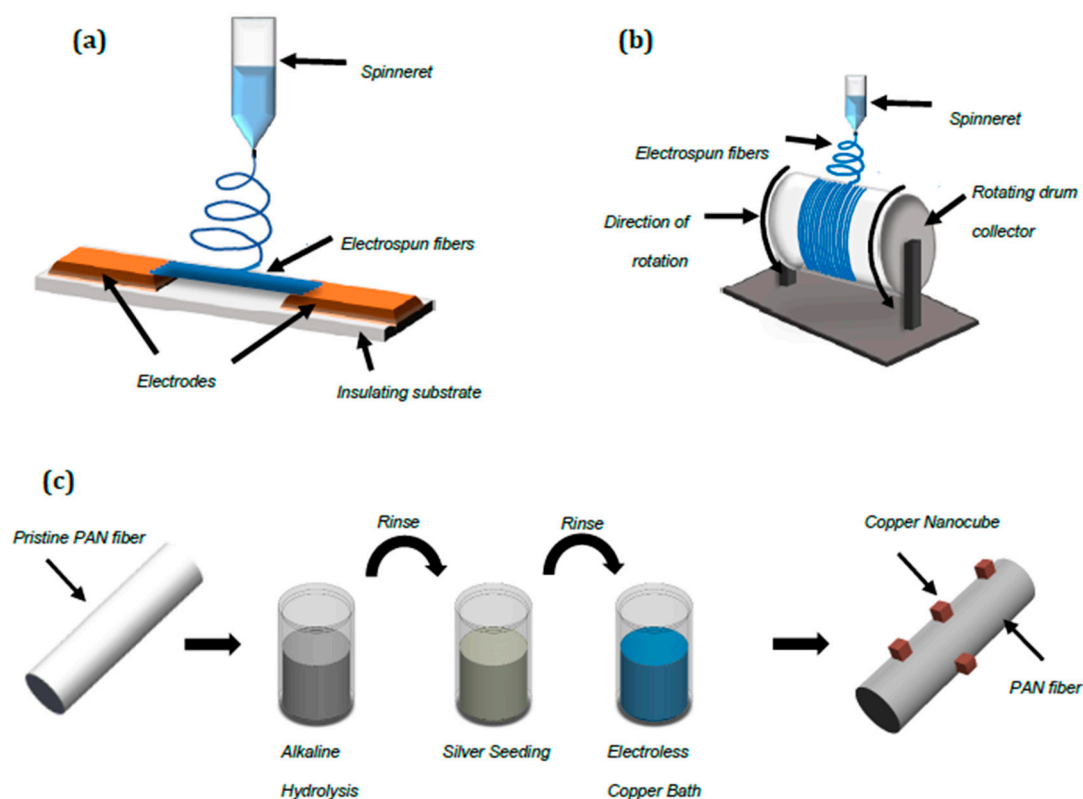 (a)
Spinneret
Electrospun fibers
Electrodes
Insulating substrate
(b)
Spinneret
Electrospun fibers
Rotating drum
collector
Direction of
rotation
(c)
Pristine PAN fiber
Rinse
Rinse
Copper Nanocube
PAN fiber
Alkaline
Hydrolysis
Silver Seeding
Electroless
Copper Bath